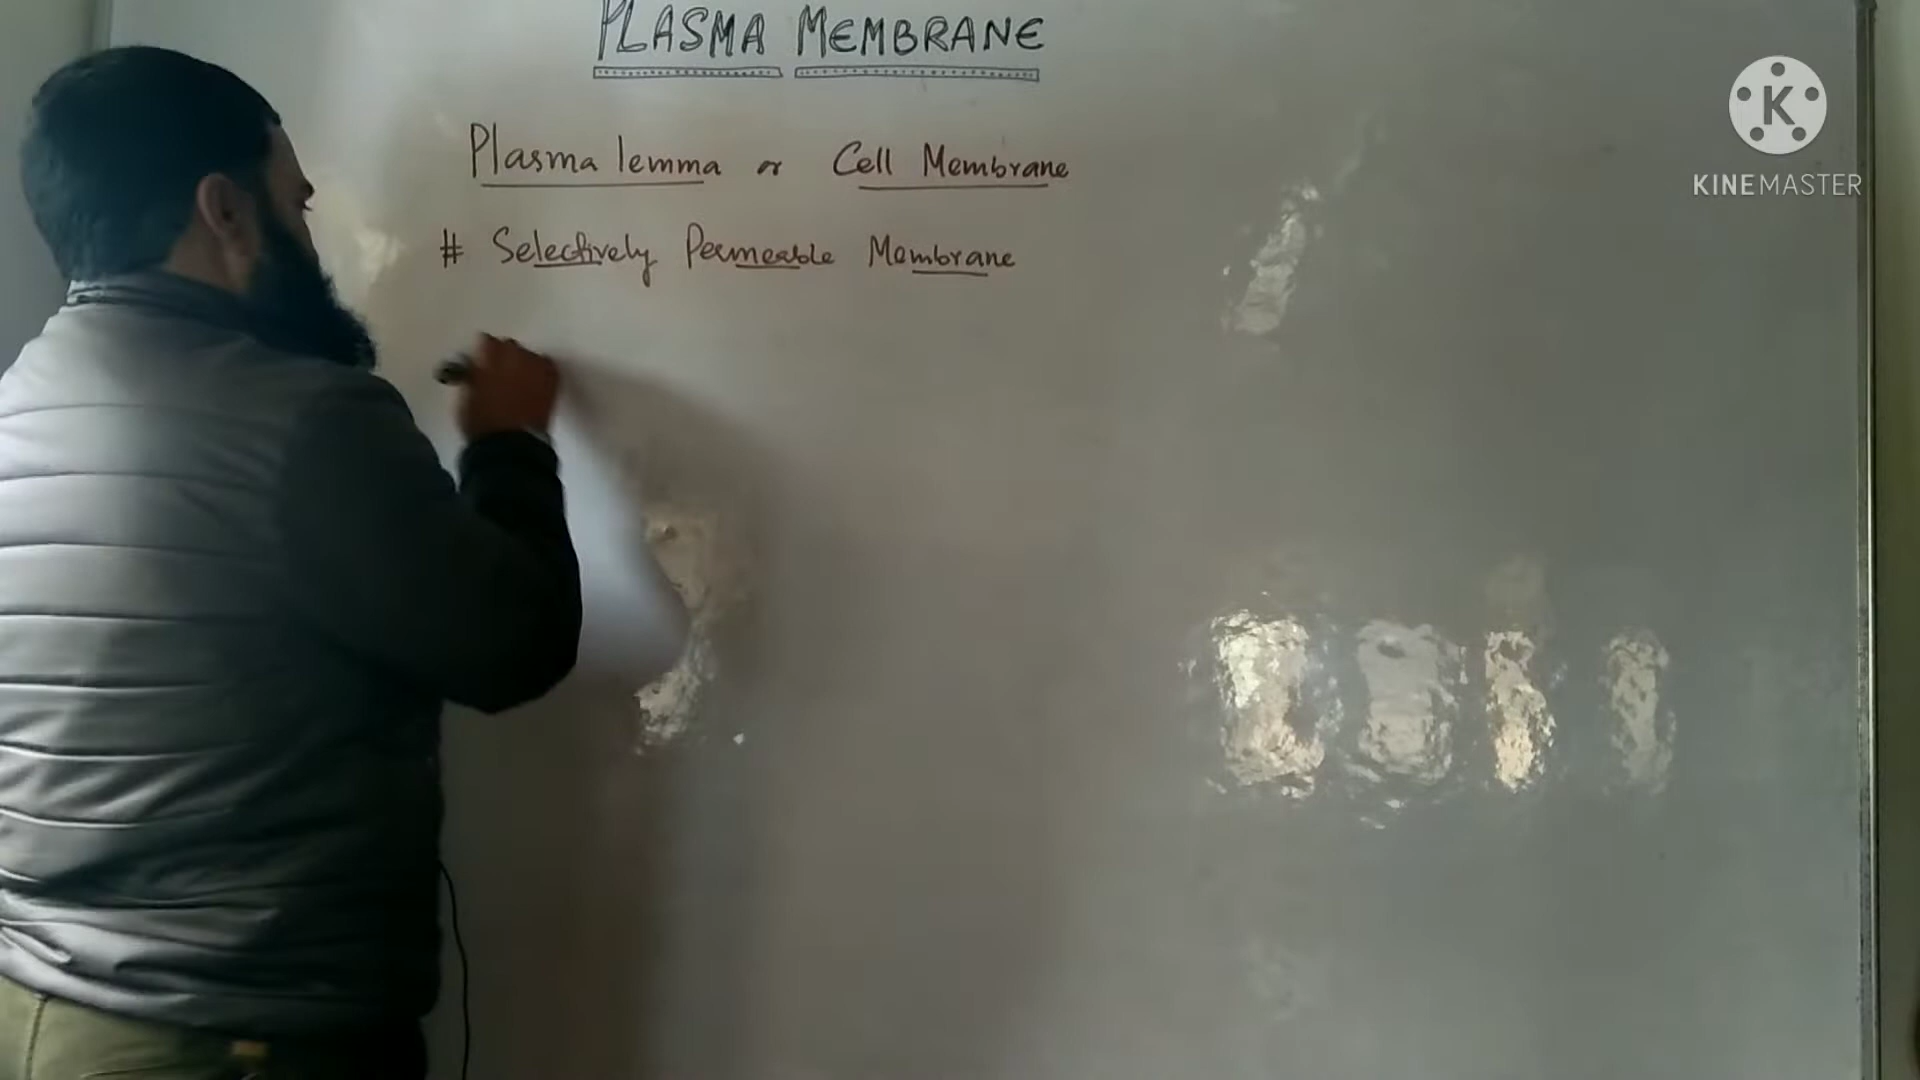 PLASMA MEMBRANE
Plasma lemma or Cell Membrane
# Selectively Permeable Membrane
K
KINEMASTER